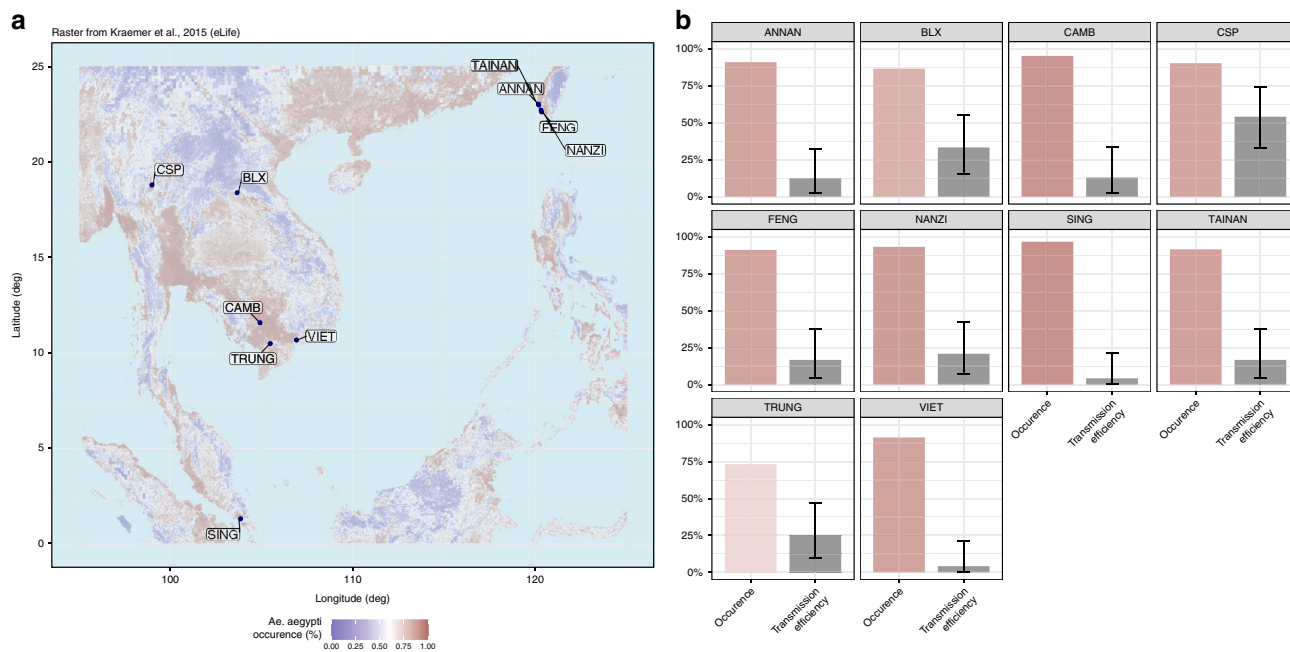 a
Raster from Kraemer et al., 2015 (eLife)
25
20
15
10
5
0
Latitude (deg)
TAINAN
ANNAN
FENG
NANZI
CSP
BLX
CAMB
VIET
TRUNG
SING
100
110
120
Longitude (deg)
Ae. aegypti
occurence (%)
0.00 0.25 0.50 0.75 1.00
b
ANNAN BLX CAMB CSP
100%
75%
50%
25%
0%
FENG NANZI SING TAINAN
100%
75%
50%
25%
0%
Occurence
Transmission
efficiency
Occurence
Transmission
efficiency
TRUNG VIET
100%
75%
50%
25%
0%
Occurence
Transmission
efficiency
Occurence
Transmission
efficiency